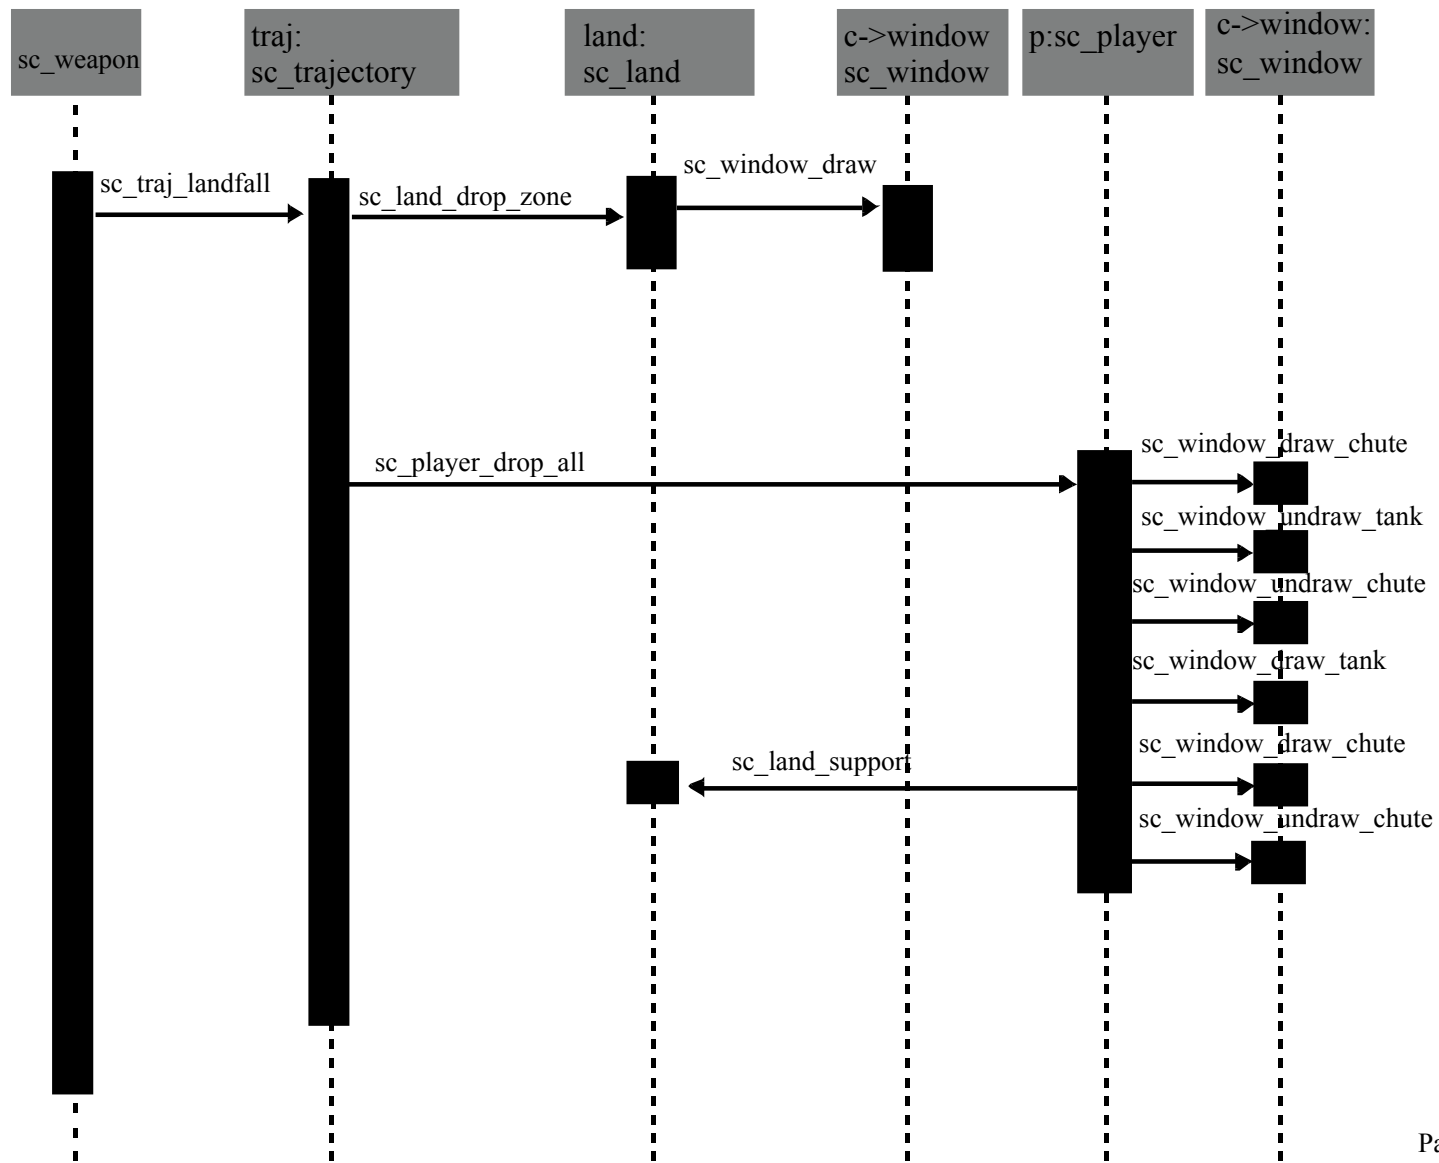 sc_weapon
traj:
sc_trajectory
land:
sc_land
c->window
sc_window
p:sc_player
c->window:
sc_window
sc_traj_landfall
sc_land_drop_zone
sc_window_draw
sc_player_drop_all
sc_window_draw_chute
sc_window_undraw_tank
sc_window_undraw_chute
sc_window_draw_tank
sc_window_draw_chute
sc_land_support
sc_window_undraw_chute
Pa